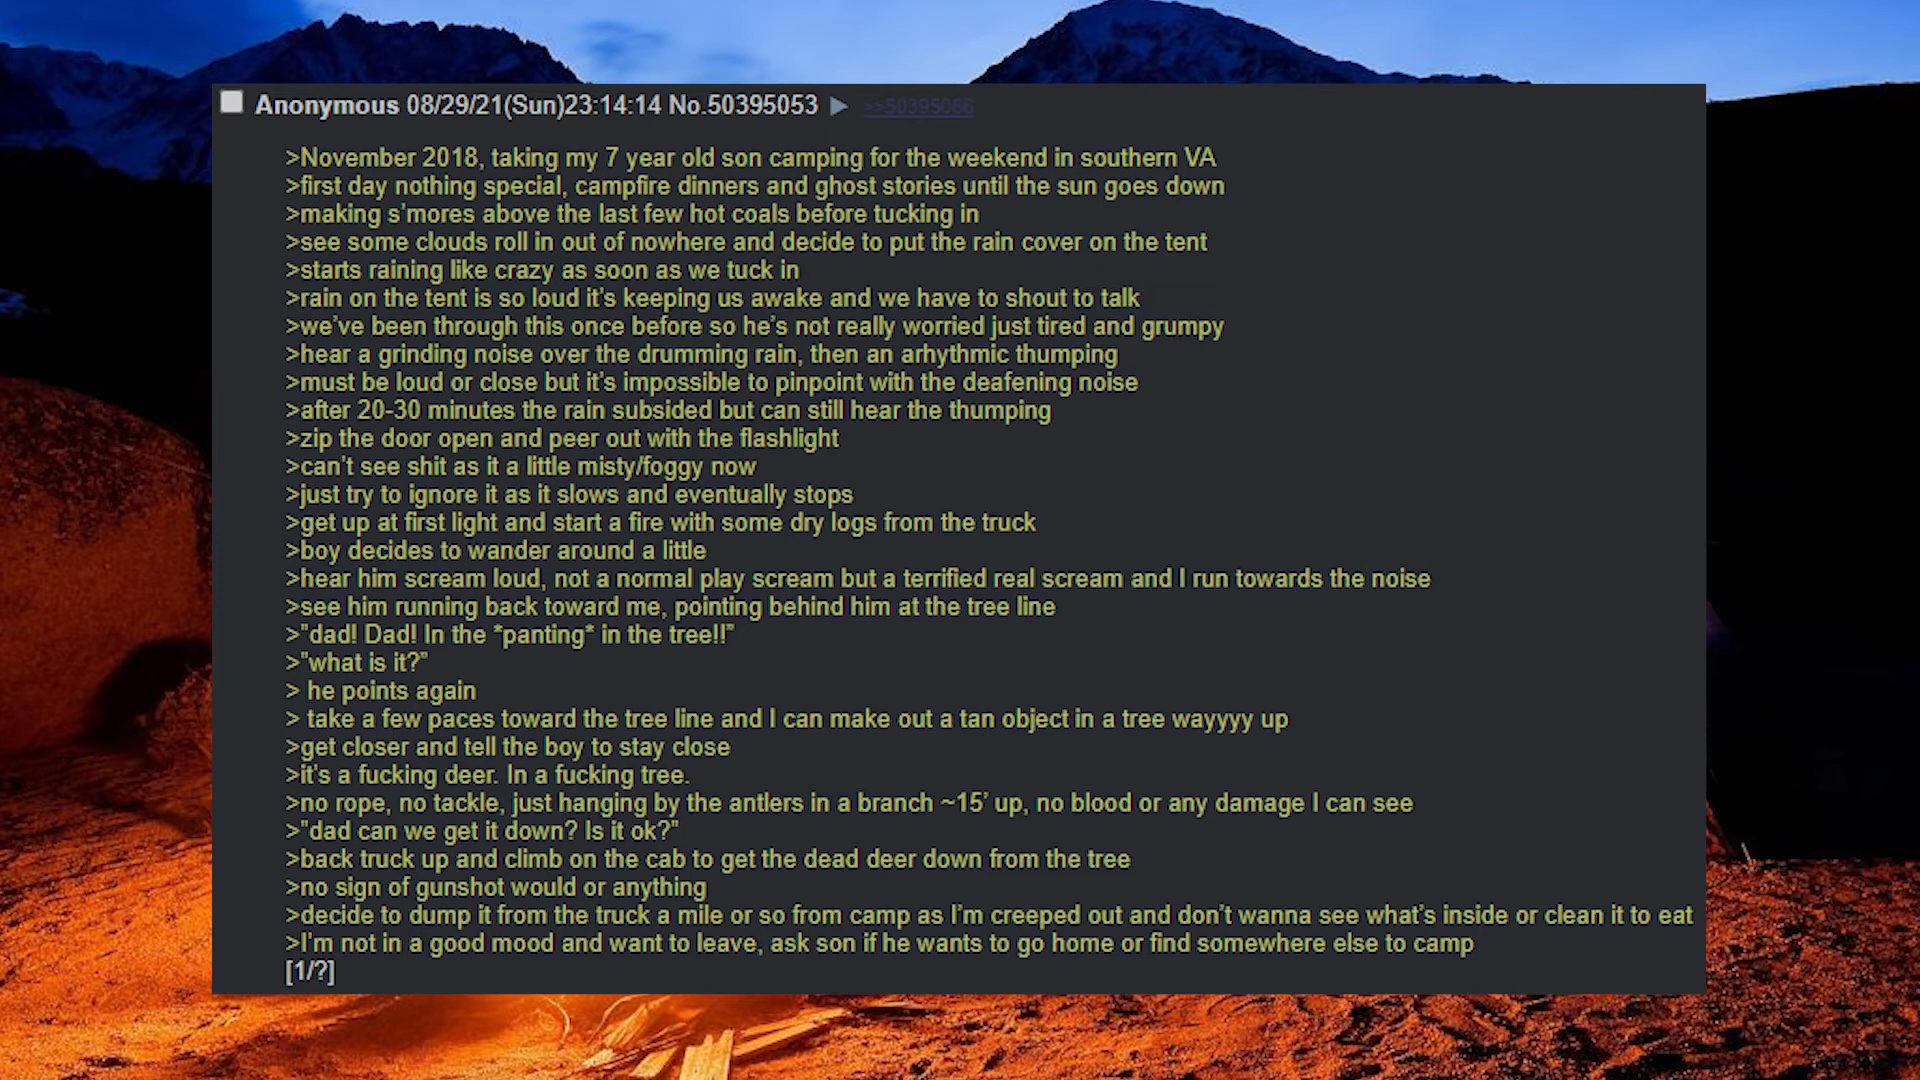 Anonymous 08/29/21(Sun)23:14:14 No.50395053 ▶ >>50395066
>November 2018, taking my 7 year old son camping for the weekend in southern VA
>first day nothing special, campfire dinners and ghost stories until the sun goes down
>making s’mores above the last few hot coals before tucking in
>see some clouds roll in out of nowhere and decide to put the rain cover on the tent
>starts raining like crazy as soon as we tuck in
>rain on the tent is so loud it’s keeping us awake and we have to shout to talk
>we’ve been through this once before so he’s not really worried just tired and grumpy
>hear a grinding noise over the drumming rain, then an arhythmic thumping
>must be loud or close but it’s impossible to pinpoint with the deafening noise
>after 20-30 minutes the rain subsided but can still hear the thumping
>zip the door open and peer out with the flashlight
>can’t see shit as it a little misty/foggy now
>just try to ignore it as it slows and eventually stops
>get up at first light and start a fire with some dry logs from the truck
>boy decides to wander around a little
>hear him scream loud, not a normal play scream but a terrified real scream and I run towards the noise
>see him running back toward me, pointing behind him at the tree line
>"dad! Dad! In the *panting* in the tree!!”
>"what is it?”
> he points again
> take a few paces toward the tree line and I can make out a tan object in a tree wayyyy up
>get closer and tell the boy to stay close
>it’s a fucking deer. In a fucking tree.
>no rope, no tackle, just hanging by the antlers in a branch ~15’ up, no blood or any damage I can see
>"dad can we get it down? Is it ok?”
>back truck up and climb on the cab to get the dead deer down from the tree
>no sign of gunshot would or anything
>decide to dump it from the truck a mile or so from camp as I’m creeped out and don’t wanna see what’s inside or clean it to eat
>I’m not in a good mood and want to leave, ask son if he wants to go home or find somewhere else to camp
[1/?]